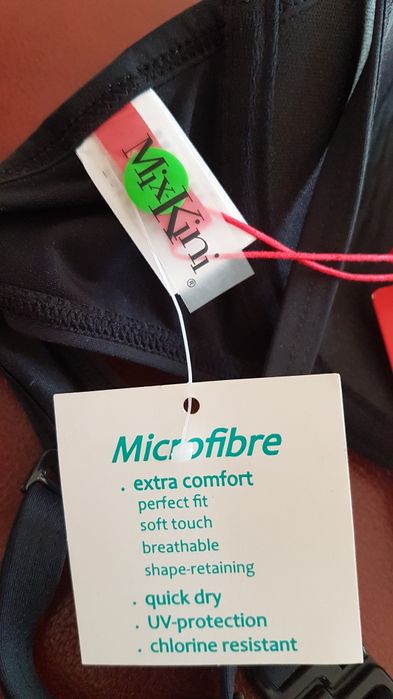 MixKini®
Microfibre
. extra comfort
perfect fit
soft touch
breathable
shape-retaining
. quick dry
. UV-protection
. chlorine resistant